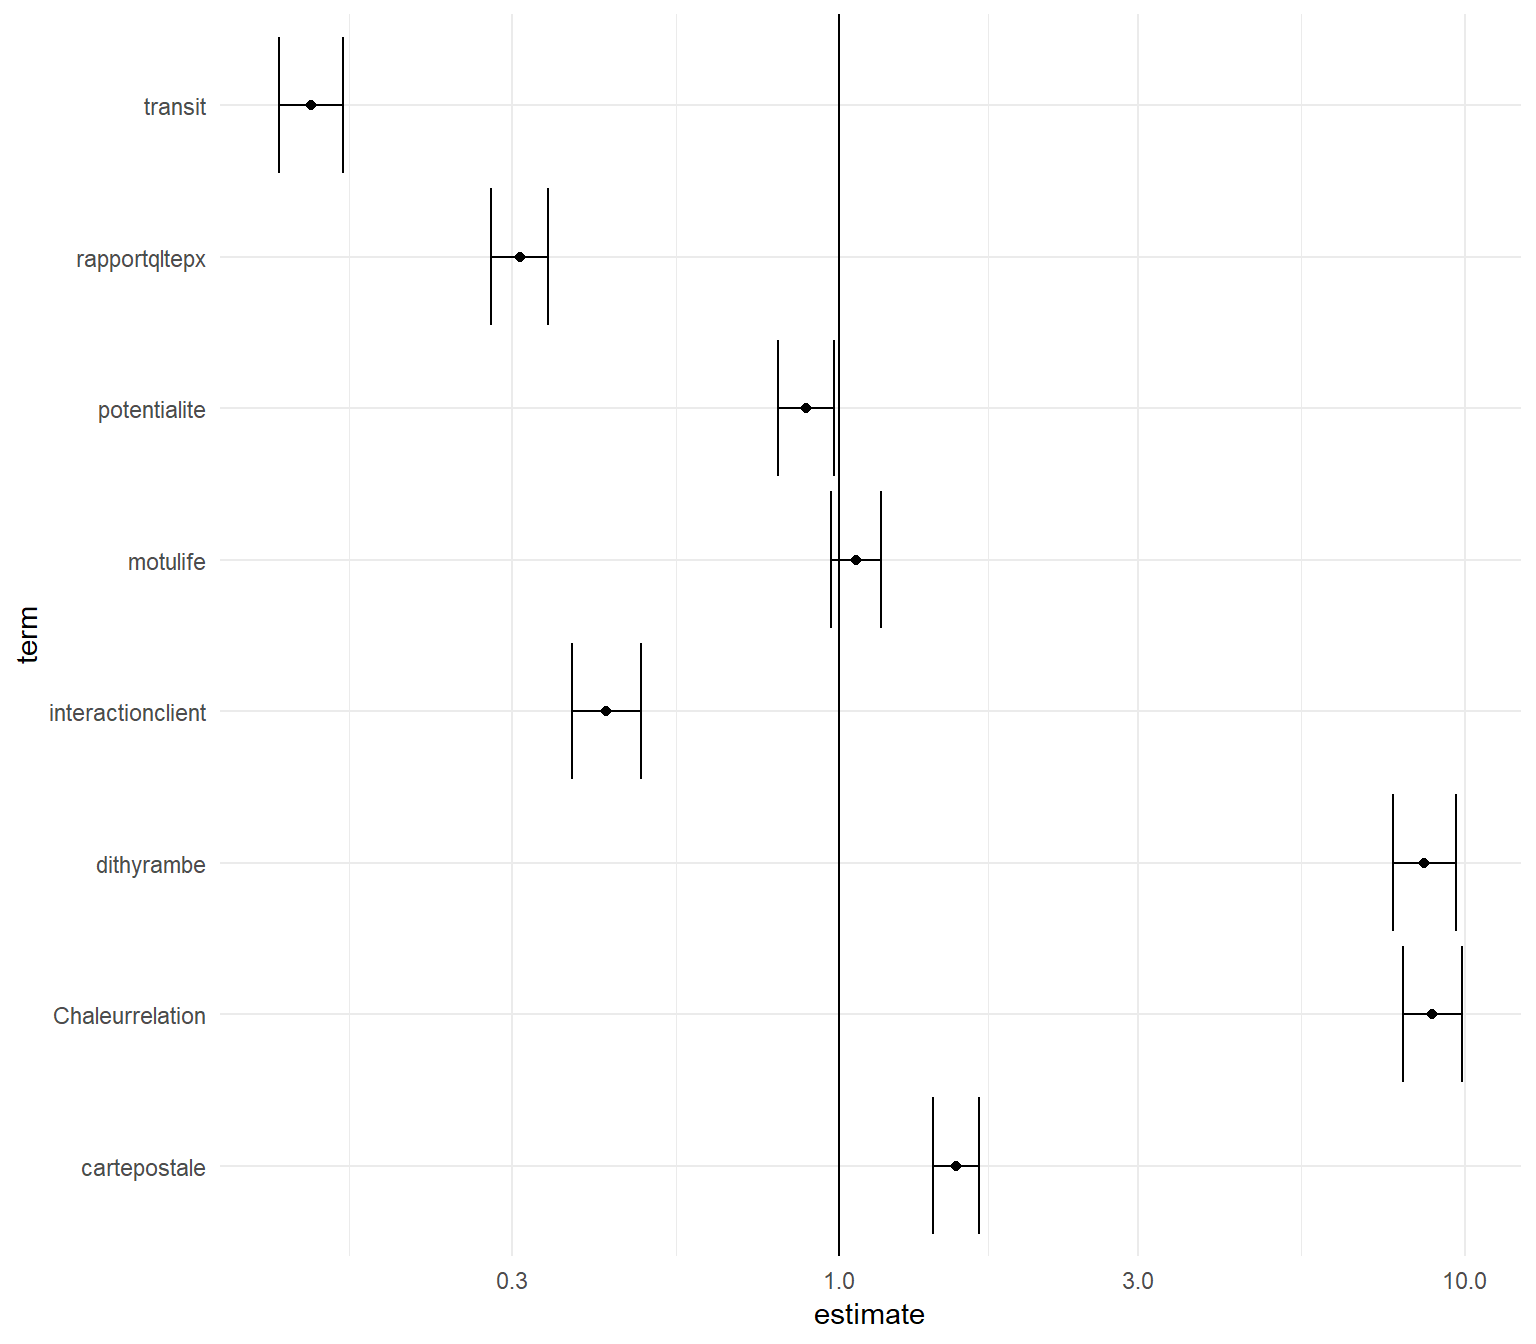 transit
rapportqltepx
potentialite
motulife
term
interactionclient
dithyrambe
Chaleurrelation
cartepostale
0.3 1.0 3.0 10.0
estimate